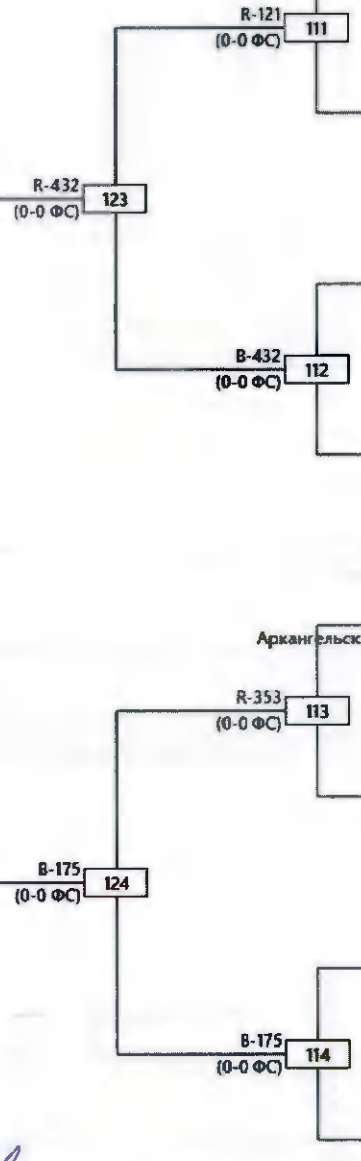 R-121
(0-0 ФС)
111
R-432
(0-0 ФС)
123
B-432
(0-0 ФС)
112
Архангельск
R-353
(0-0 ФС)
113
B-175
(0-0 ФС)
124
B-175
(0-0 ФС)
114